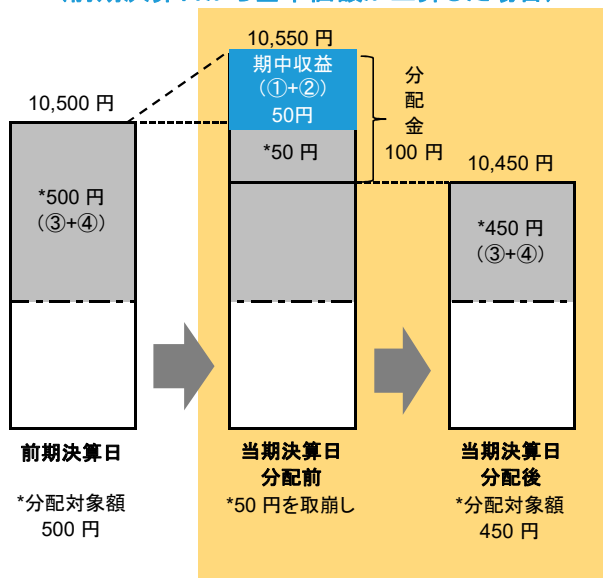 10,550 円
期中収益
(①+②)
50円
分
配
金
100 円
10,500 円
*50 円
10,450 円
*500 円
(③+④)
*450 円
(③+④)
前期決算日
当期決算日
分配前
当期決算日
分配後
*分配対象額
500 円
*50 円を取崩し
*分配対象額
450 円